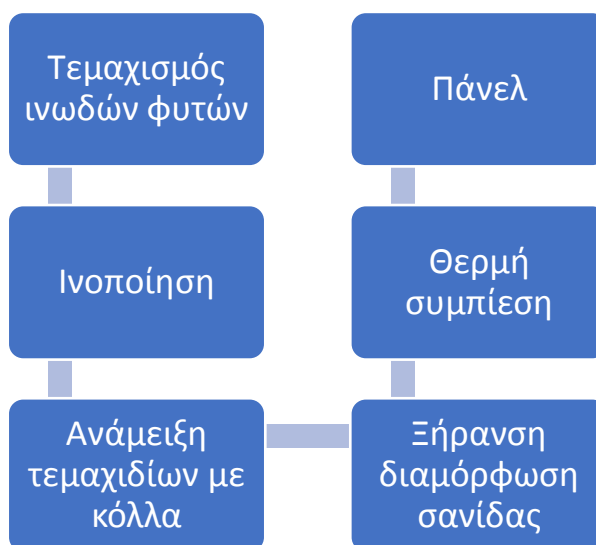 Τεμαχισμός
ινωδών φυτών
Ινοποίηση
Ανάμειξη
τεμαχιδίων με
κόλλα
Ξήρανση
διαμόρφωση
σανίδας
Θερμή
συμπίεση
Πάνελ